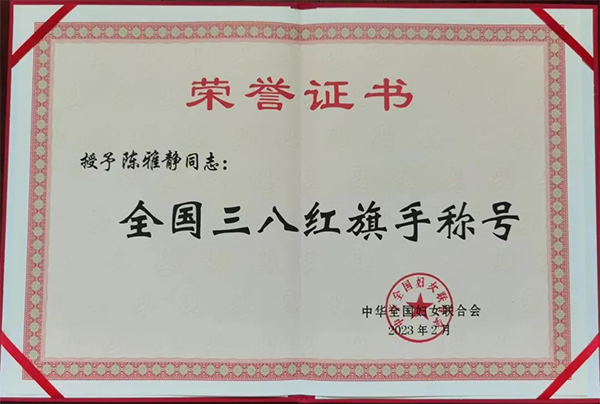 荣誉证书
授予陈雅静同志：
全国三八红旗手称号
中华全国妇女联合会
2023年2月